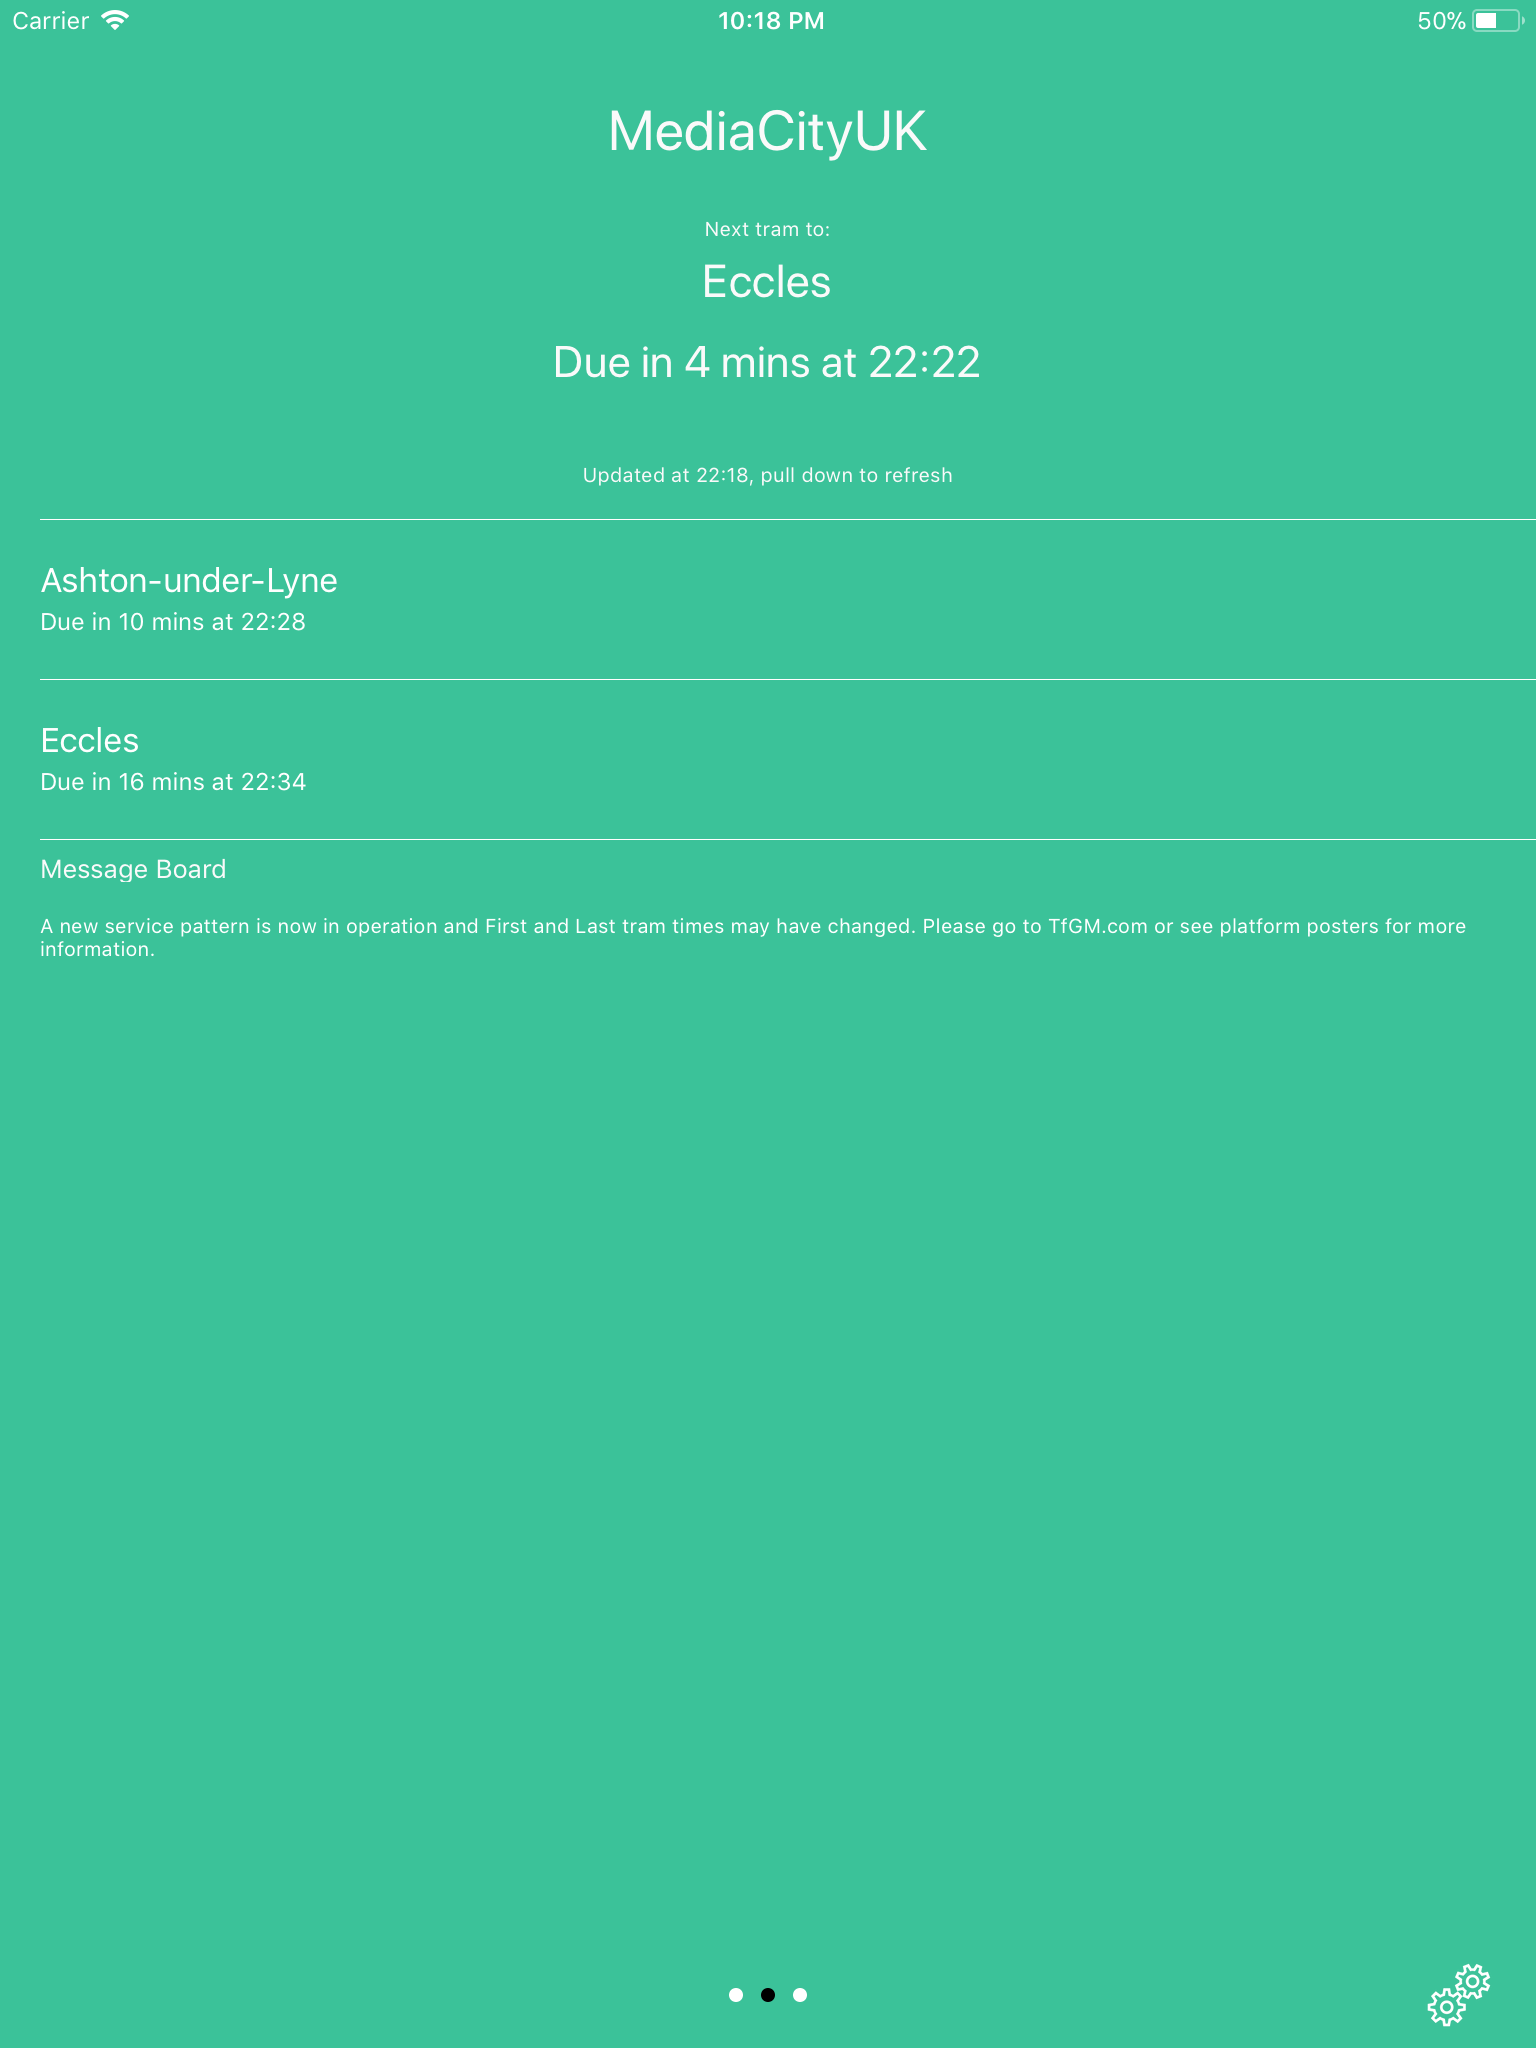 Carrier
10:18 PM
50%
MediaCityUK
Next tram to:
Eccles
Due in 4 mins at 22:22
Updated at 22:18, pull down to refresh
Ashton-under-Lyne
Due in 10 mins at 22:28
Eccles
Due in 16 mins at 22:34
Message Board
A new service pattern is now in operation and First and Last tram times may have changed. Please go to TfGM.com or see platform posters for more
information.